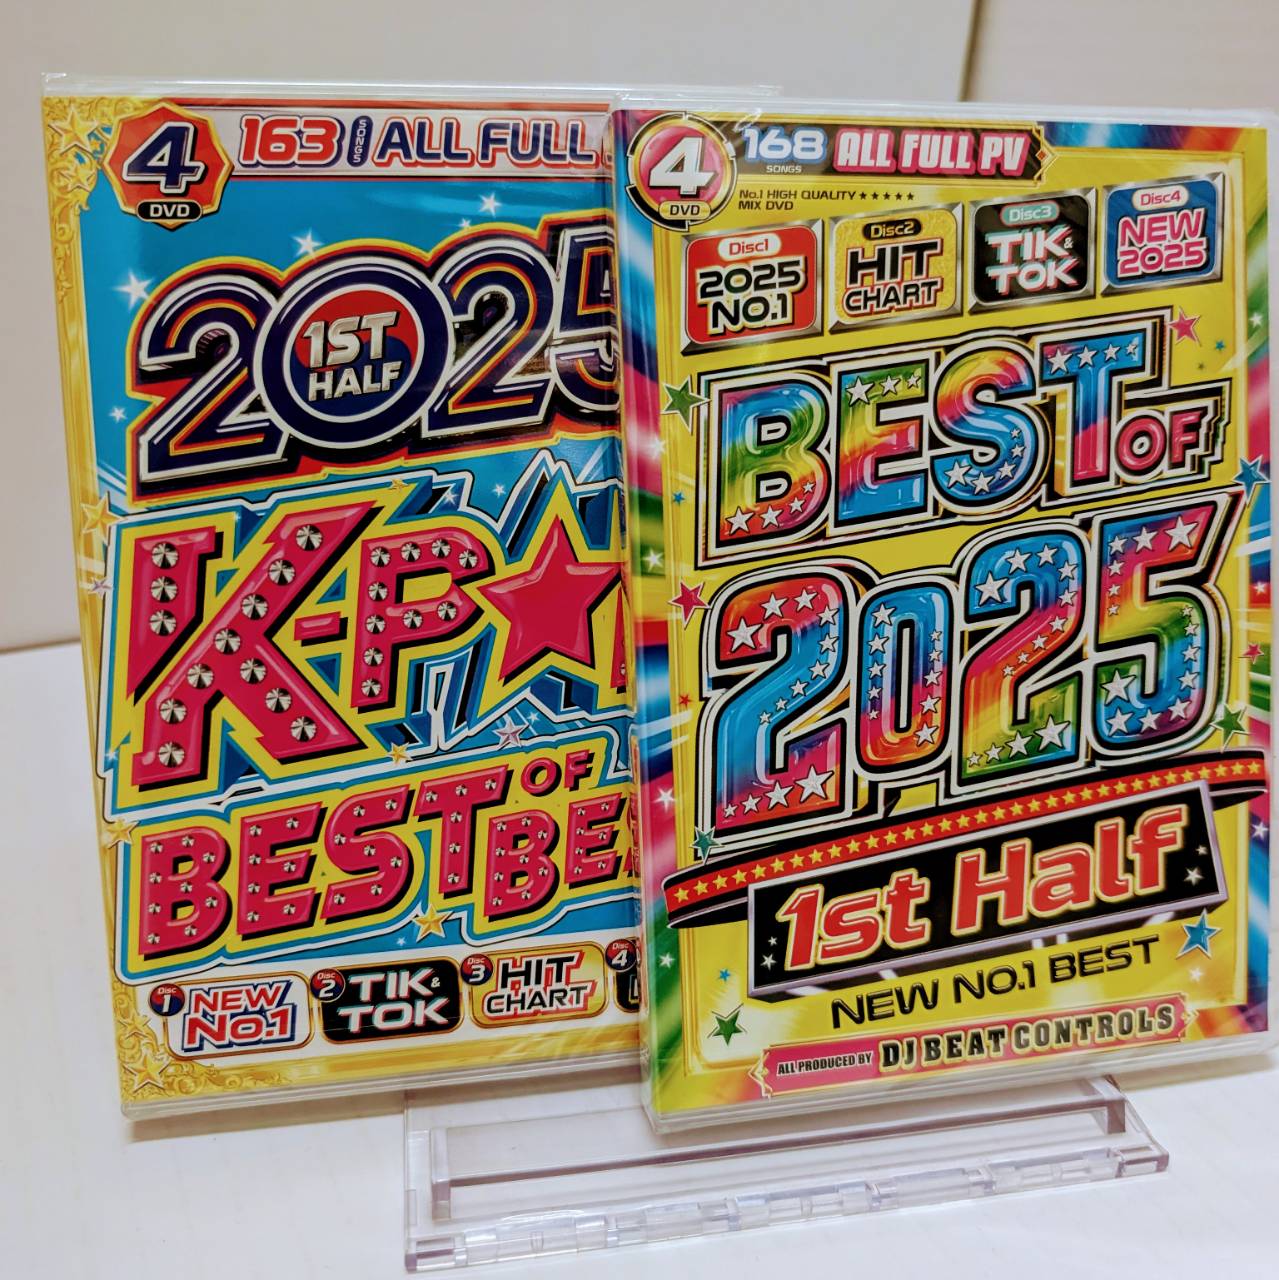 4
DVD
163 SONGS ALL FULL
2025
1ST
HALF
K-P★
BEST OF
Disc 1 NEW No.1
Disc 2 TIK & TOK
Disc 3 HIT CHART
Disc 4
4
DVD
168 SONGS ALL FULL PV
No.1 HIGH QUALITY ★★★★★
MIX DVD
Disc1
2025
NO.1
Disc2
HIT
CHART
Disc3
TIK &
TOK
Disc4
NEW
2025
BEST OF
2025
1st Half
NEW NO.1 BEST
ALL PRODUCED BY DJ BEAT CONTROLS